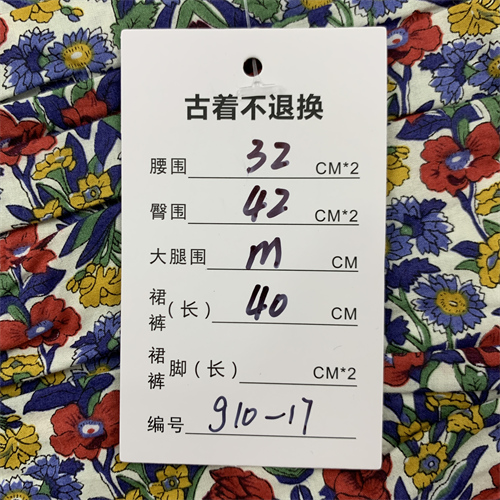 古着不退换
腰围 32 CM*2
臀围 42 CM*2
大腿围 m CM
裙裤(长) 40 CM
裙裤脚(长) CM*2
编号 910-17